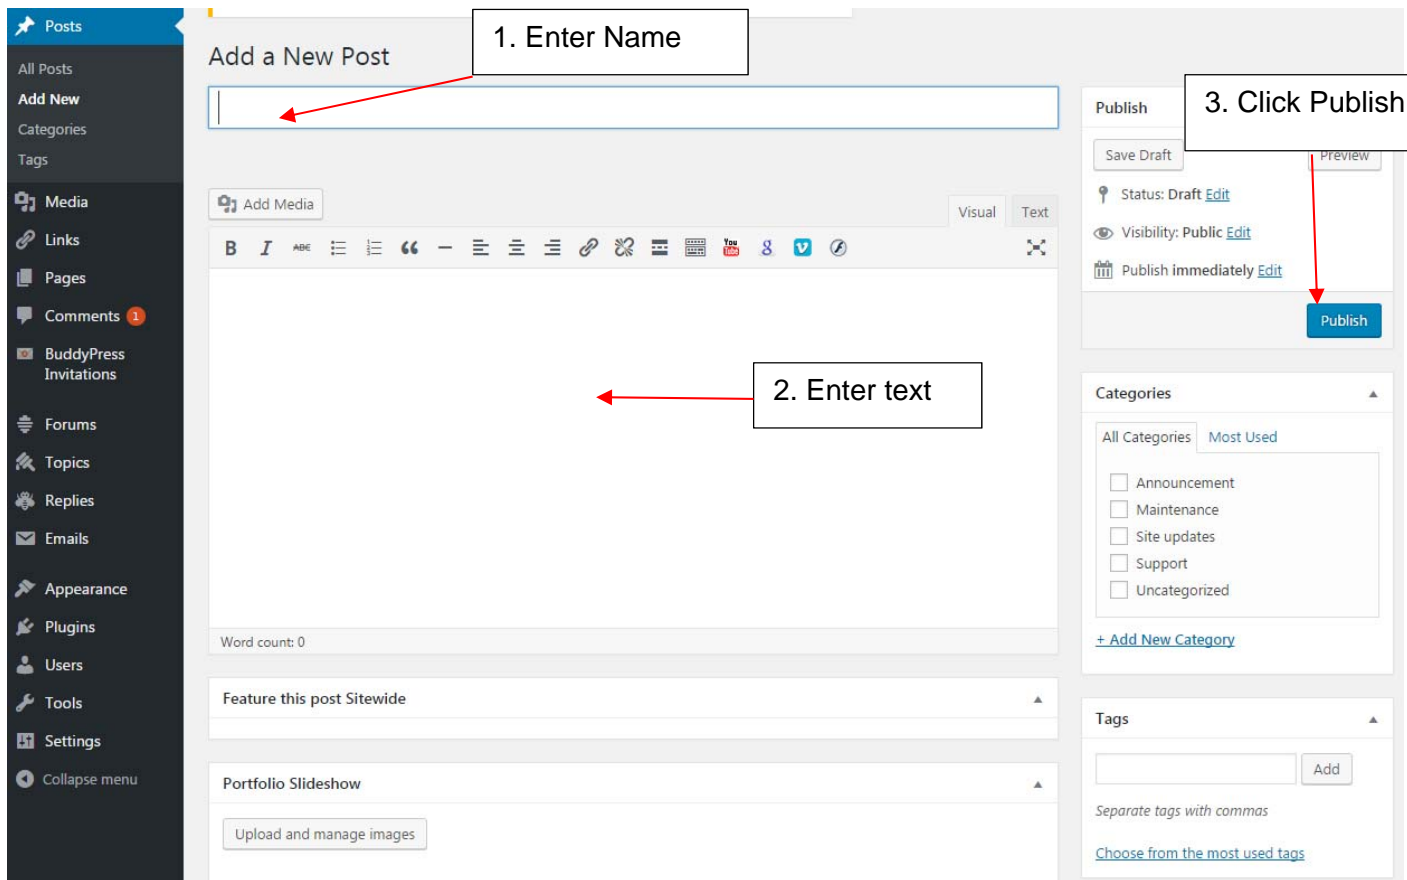 Posts
All Posts
Add New
Categories
Tags
Media
Links
Pages
Comments 1
BuddyPress
Invitations
Forums
Topics
Replies
Emails
Appearance
Plugins
Users
Tools
Settings
Collapse menu
Add a New Post
1. Enter Name
Add Media
Visual Text
B I ABC You Tube g
2. Enter text
Word count: 0
Feature this post Sitewide
Portfolio Slideshow
Upload and manage images
Publish
3. Click Publish
Save Draft Preview
Status: Draft Edit
Visibility: Public Edit
Publish immediately Edit
Publish
Categories
All Categories Most Used
Announcement
Maintenance
Site updates
Support
Uncategorized
+ Add New Category
Tags
Add
Separate tags with commas
Choose from the most used tags